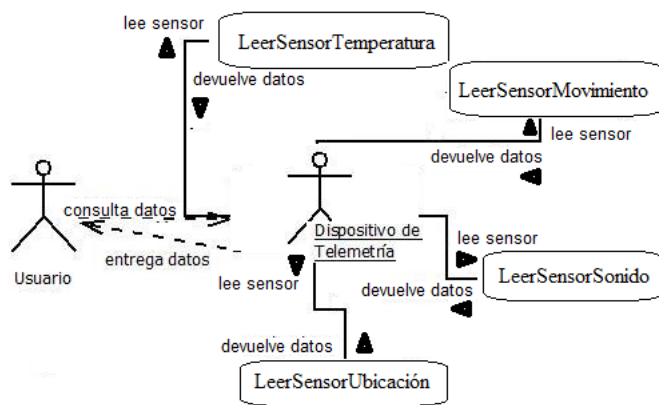 lee sensor
LeerSensorTemperatura
devuelve datos
LeerSensorMovimiento
lee sensor
devuelve datos
consulta datos
entrega datos
Usuario
Dispositivo de
Telemetría
lee sensor
lee sensor
LeerSensorSonido
devuelve datos
devuelve datos
LeerSensorUbicación